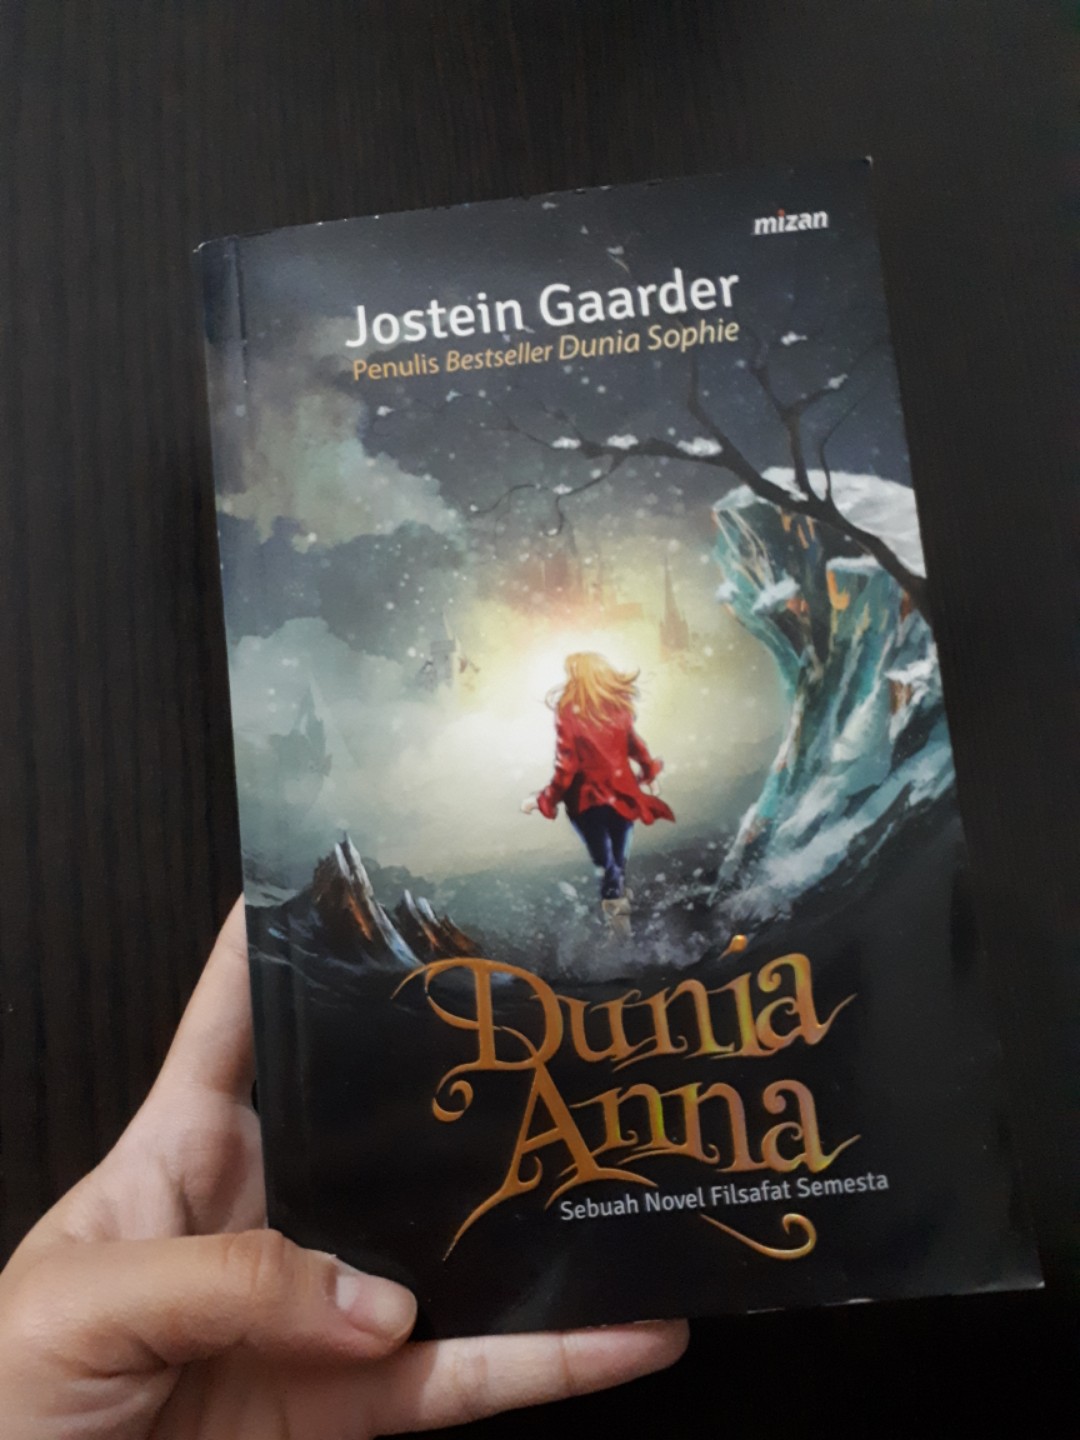 mizan
Jostein Gaarder
Penulis Bestseller Dunia Sophie
Dunia
Anna
Sebuah Novel Filsafat Semesta